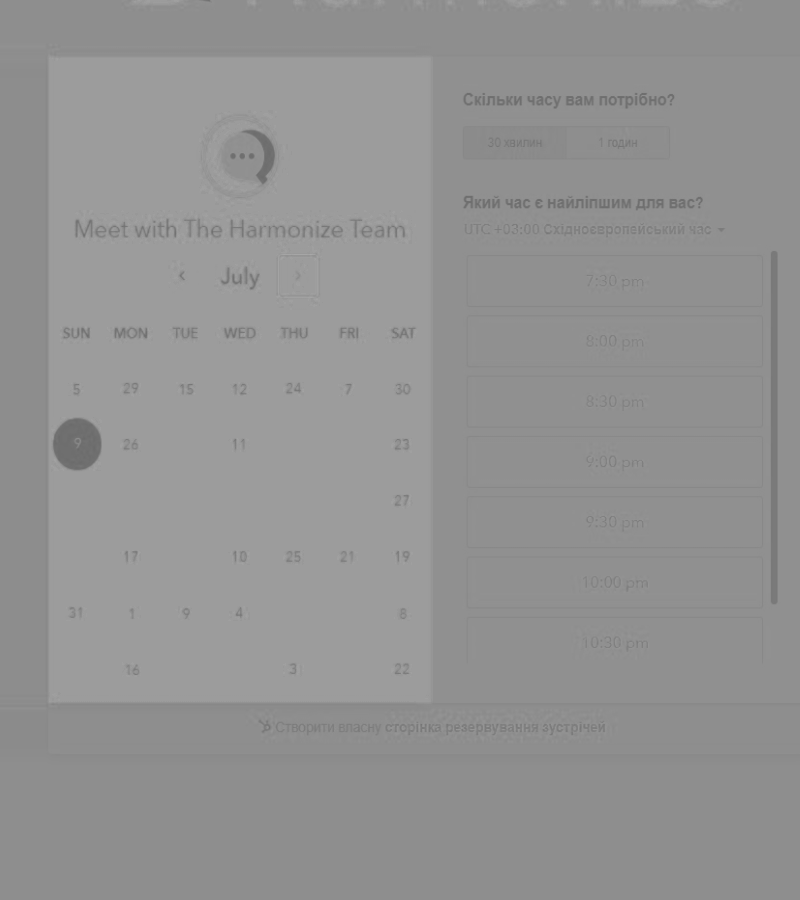 Meet with The Harmonize Team
July
SUN MON TUE WED THU FRI SAT
5 29 15 12 24 7 30
9 26 11 23
27
17 10 25 21 19
31 1 9 4 8
16 3 22
Скільки часу вам потрібно?
30 хвилин 1 годин
Який час є найліпшим для вас?
UTC +03:00 Східноєвропейський час
7:30 pm
8:00 pm
8:30 pm
9:00 pm
9:30 pm
10:00 pm
10:30 pm
Створити власну сторінка резервування зустрічей